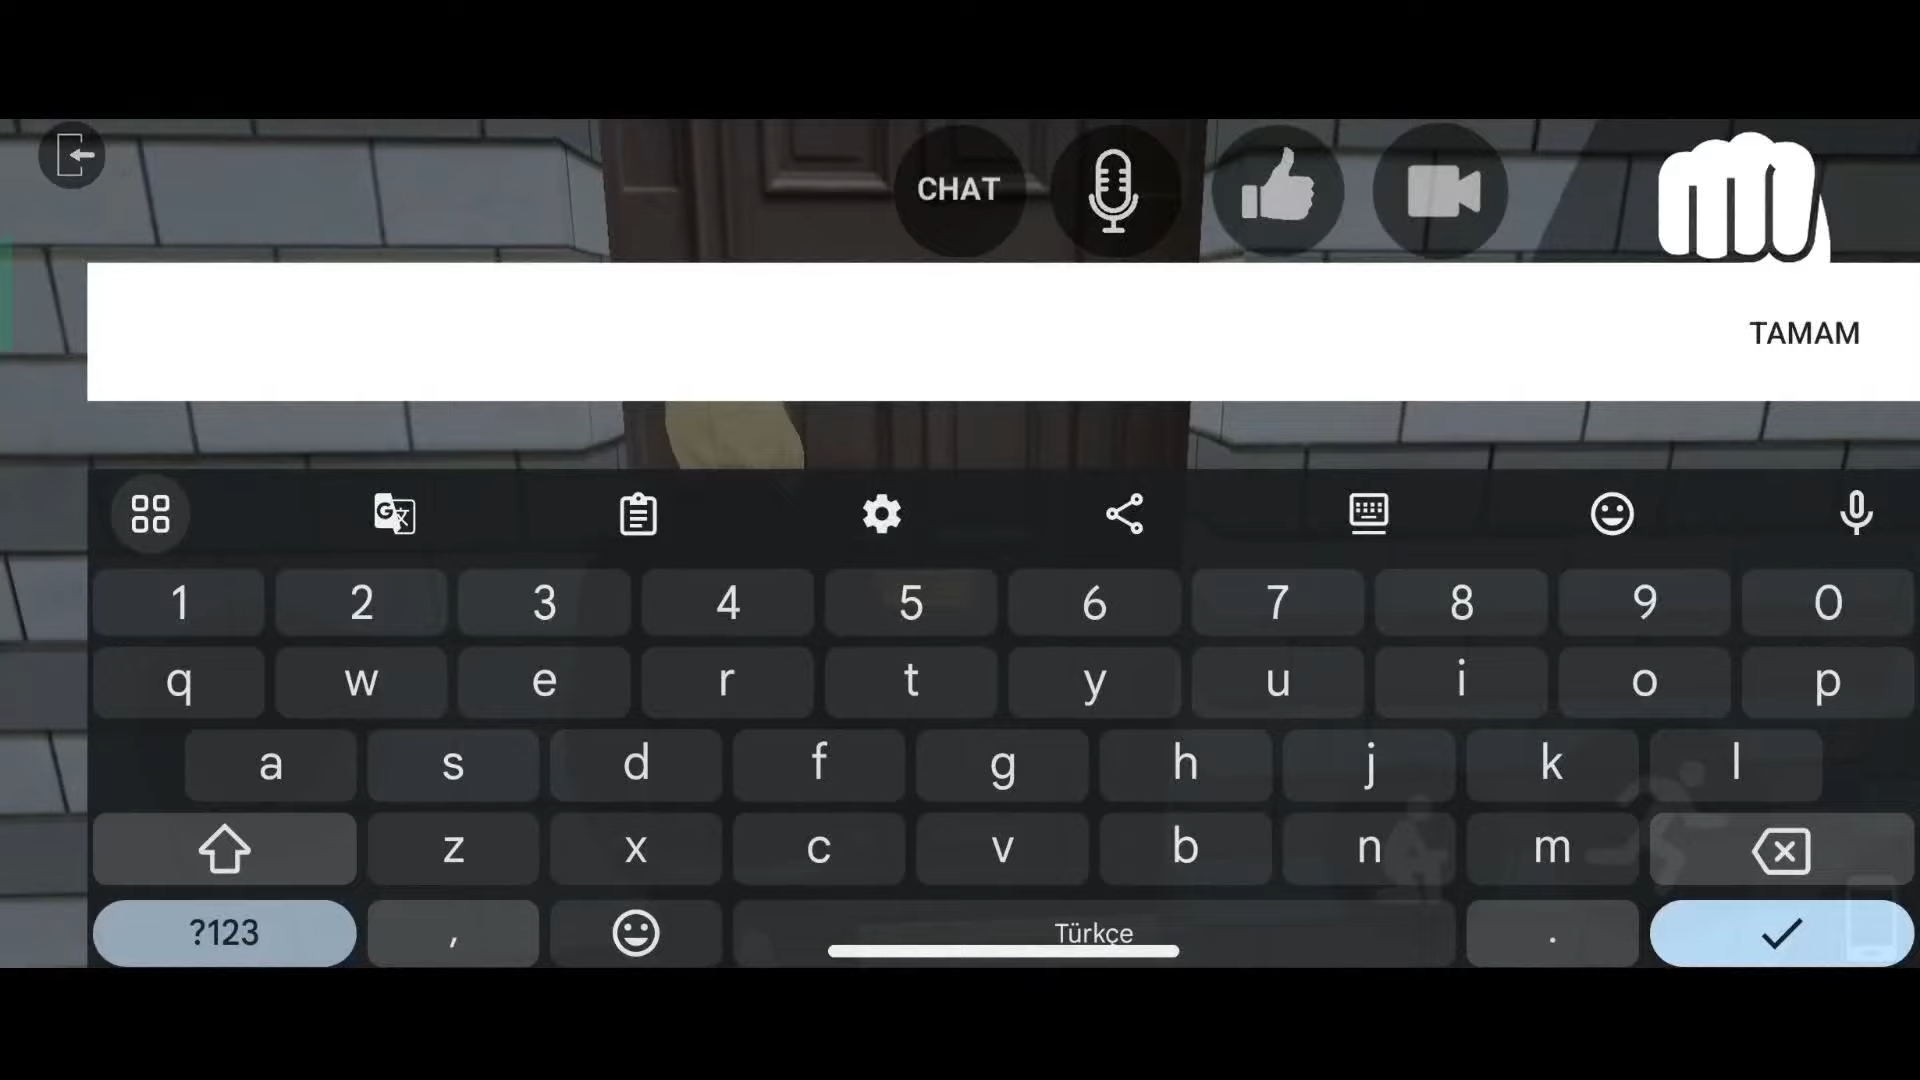 CHAT
TAMAM
1 2 3 4 5 6 7 8 9 0
q w e r t y u i o p
a s d f g h j k l
z x c v b n m
?123 , Türkçe .